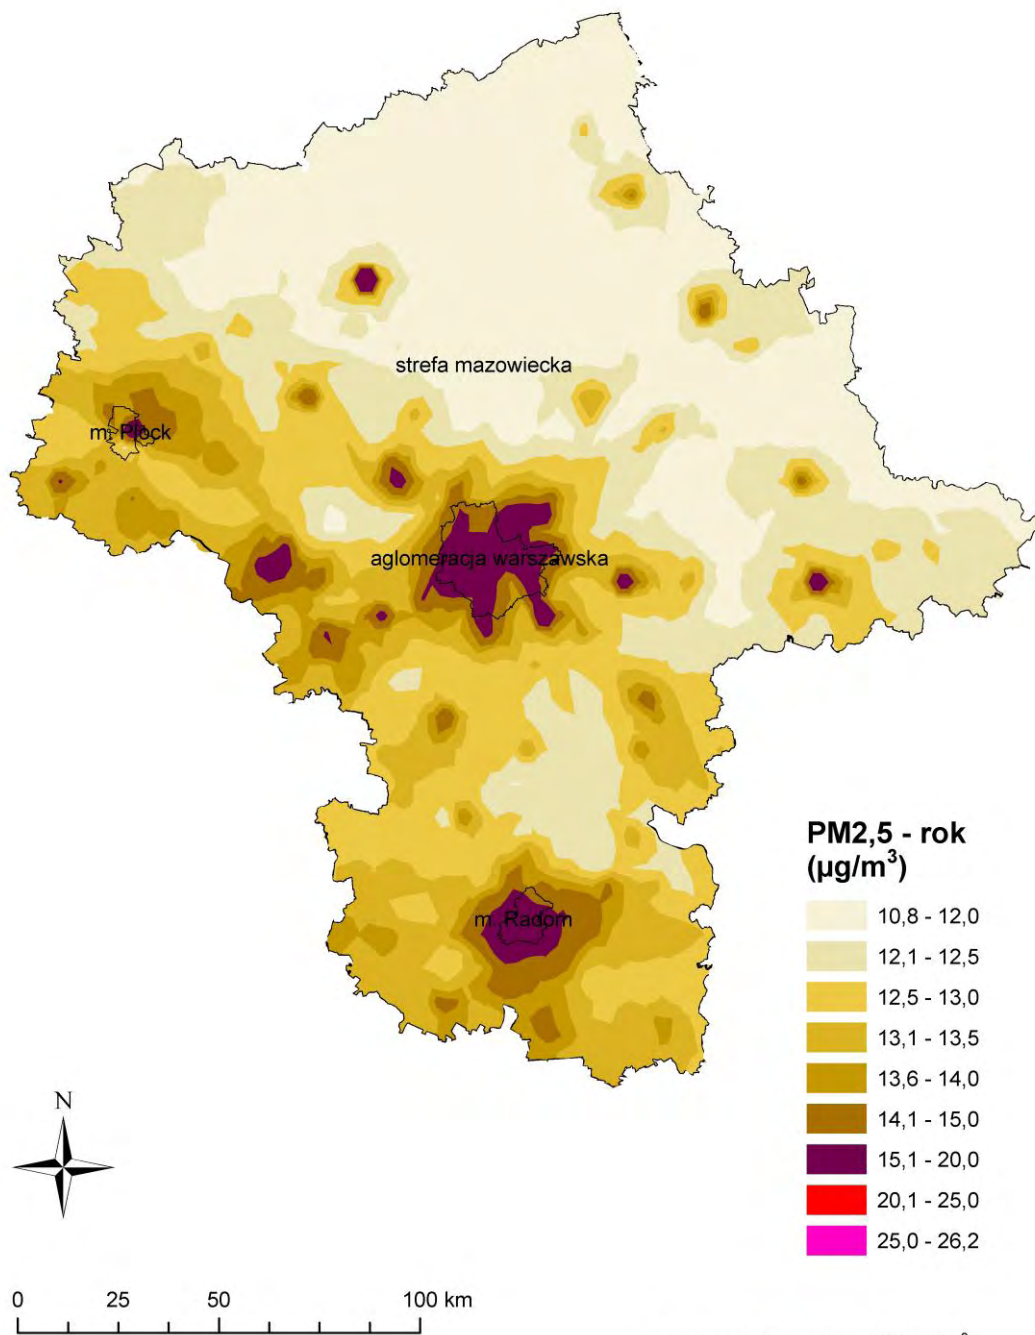 strefa mazowiecka
m. Płock
aglomeracja warszawska
m. Radom
PM2,5 - rok
(µg/m³)
10,8 - 12,0
12,1 - 12,5
12,5 - 13,0
13,1 - 13,5
13,6 - 14,0
14,1 - 15,0
15,1 - 20,0
20,1 - 25,0
25,0 - 26,2
N
0 25 50 100 km